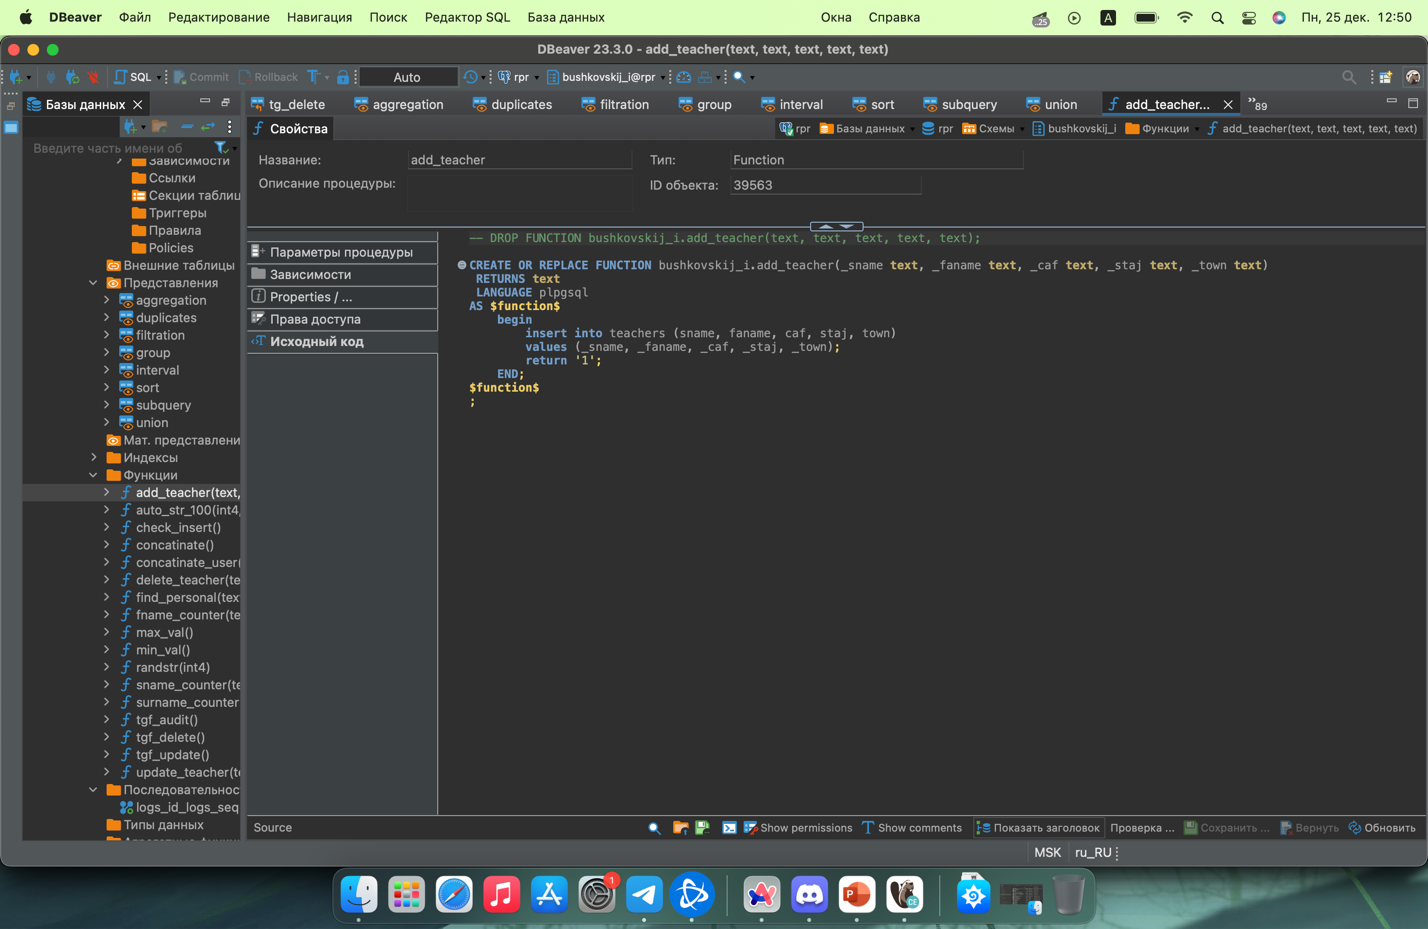 DBeaver Файл Редактирование Навигация Поиск Редактор SQL База данных Окна Справка .25 A Пн, 25 дек. 12:50
DBeaver 23.3.0 - add_teacher(text, text, text, text, text)
SQL Commit Rollback Auto rpr bushkovskij_i@rpr
Базы данных
tg_delete aggregation duplicates filtration group interval sort subquery union add_teacher... »89
Свойства
rpr Базы данных rpr Схемы bushkovskij_i Функции add_teacher(text, text, text, text, text)
Введите часть имени об
Название: add_teacher Тип: Function
Описание процедуры: ID объекта: 39563
Зависимости
Ссылки
Секции таблиц
Триггеры
Правила
Policies
Внешние таблицы
Представления
aggregation
duplicates
filtration
group
interval
sort
subquery
union
Мат. представлени
Индексы
Функции
add_teacher(text,
auto_str_100(int4,
check_insert()
concatinate()
concatinate_user(
delete_teacher(te
find_personal(tex
fname_counter(te
max_val()
min_val()
randstr(int4)
sname_counter(te
surname_counter
tgf_audit()
tgf_delete()
tgf_update()
update_teacher(te
Последовательнос
logs_id_logs_seq
Типы данных
Параметры процедуры
Зависимости
Properties / ...
Права доступа
Исходный код
-- DROP FUNCTION bushkovskij_i.add_teacher(text, text, text, text, text);
CREATE OR REPLACE FUNCTION bushkovskij_i.add_teacher(_sname text, _faname text, _caf text, _staj text, _town text)
RETURNS text
LANGUAGE plpgsql
AS $function$
begin
insert into teachers (sname, faname, caf, staj, town)
values (_sname, _faname, _caf, _staj, _town);
return '1';
END;
$function$
;
Source Show permissions Show comments Показать заголовок Проверка ... Сохранить ... Вернуть Обновить
MSK ru_RU
1
P
CE